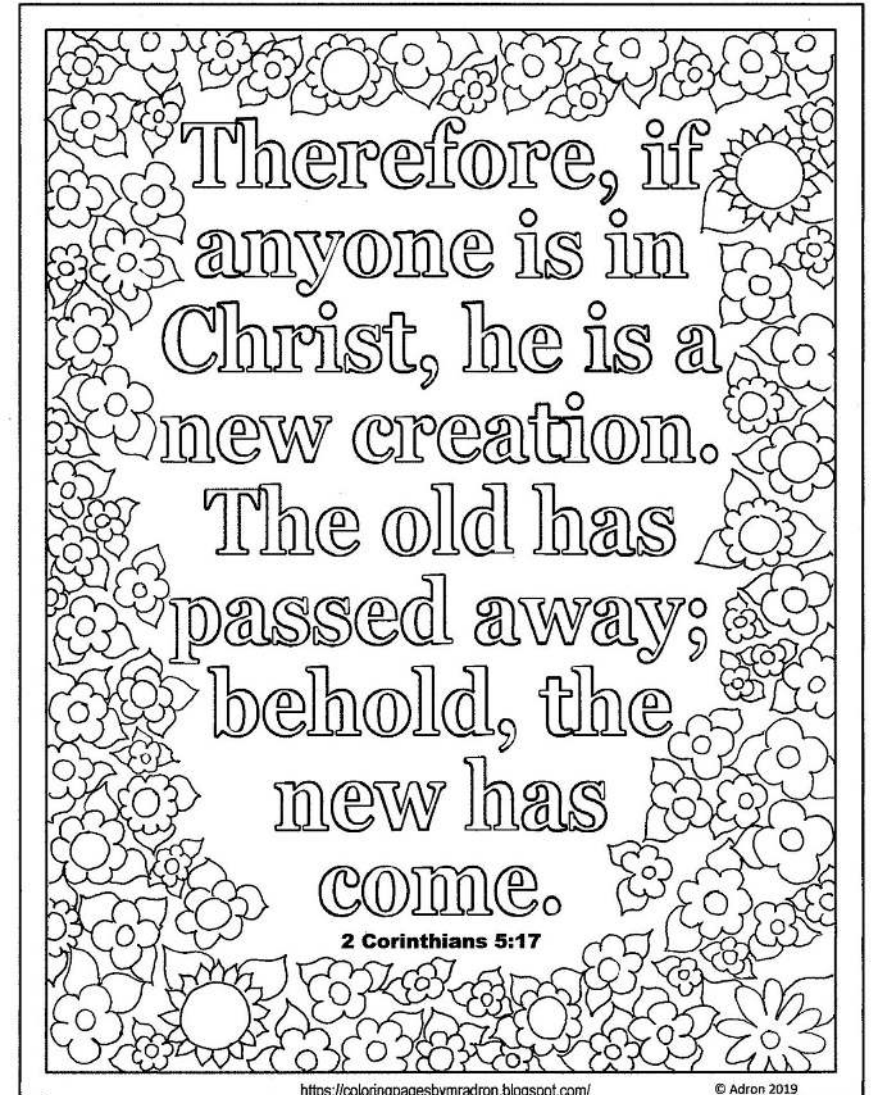 Therefore, if
anyone is in
Christ, he is a
new creation.
The old has
passed away;
behold, the
new has
come.
2 Corinthians 5:17
https://coloringpagesbymradron.blogspot.com/
© Adron 2019